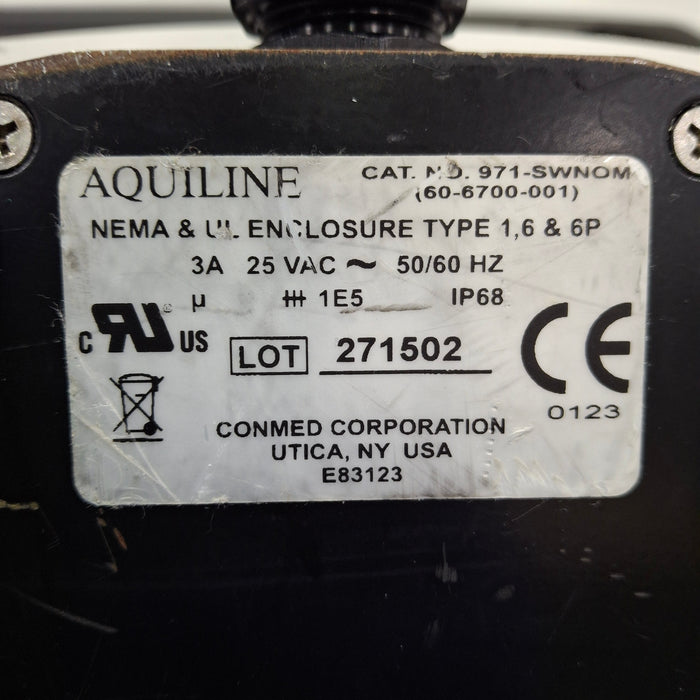 AQUILINE
CAT. NO. 971-SWNOM
(60-6700-001)
NEMA & UL ENCLOSURE TYPE 1,6 & 6P
3A 25 VAC ~ 50/60 HZ
µ 1E5 IP68
c RU US
LOT 271502
CE
0123
CONMED CORPORATION
UTICA, NY USA
E83123